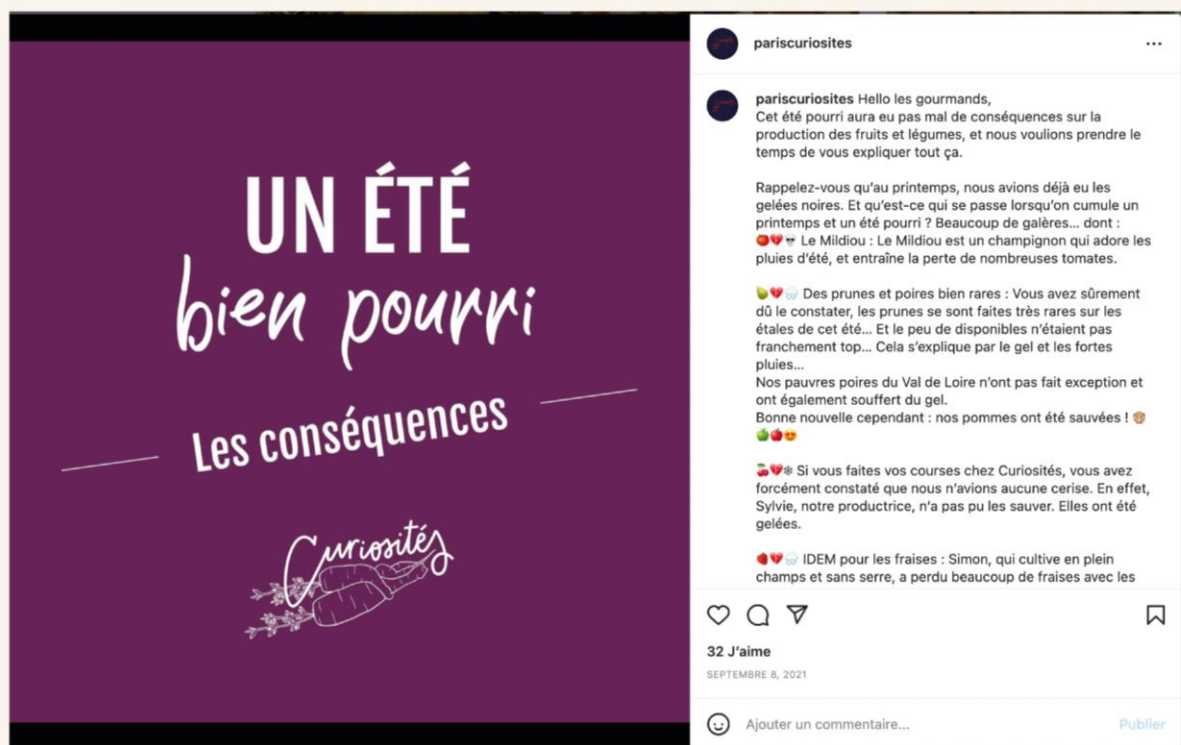 UN ÉTÉ
bien pourri
Les conséquences
Curiosités
pariscuriosites
pariscuriosites Hello les gourmands,
Cet été pourri aura eu pas mal de conséquences sur la
production des fruits et légumes, et nous voulions prendre le
temps de vous expliquer tout ça.
Rappelez-vous qu'au printemps, nous avions déjà eu les
gelées noires. Et qu'est-ce qui se passe lorsqu'on cumule un
printemps et un été pourri ? Beaucoup de galères... dont :
🍅💔☠️ Le Mildiou : Le Mildiou est un champignon qui adore les
pluies d'été, et entraîne la perte de nombreuses tomates.
🍐💔🌧️ Des prunes et poires bien rares : Vous avez sûrement
dû le constater, les prunes se sont faites très rares sur les
étales de cet été... Et le peu de disponibles n'étaient pas
franchement top... Cela s'explique par le gel et les fortes
pluies...
Nos pauvres poires du Val de Loire n'ont pas fait exception et
ont également souffert du gel.
Bonne nouvelle cependant : nos pommes ont été sauvées ! 🐵
🍏🍎😍
🍒💔❄ Si vous faites vos courses chez Curiosités, vous avez
forcément constaté que nous n'avions aucune cerise. En effet,
Sylvie, notre productrice, n'a pas pu les sauver. Elles ont été
gelées.
🍓💔🌧️ IDEM pour les fraises : Simon, qui cultive en plein
champs et sans serre, a perdu beaucoup de fraises avec les
32 J'aime
SEPTEMBRE 8, 2021
Ajouter un commentaire...
Publier